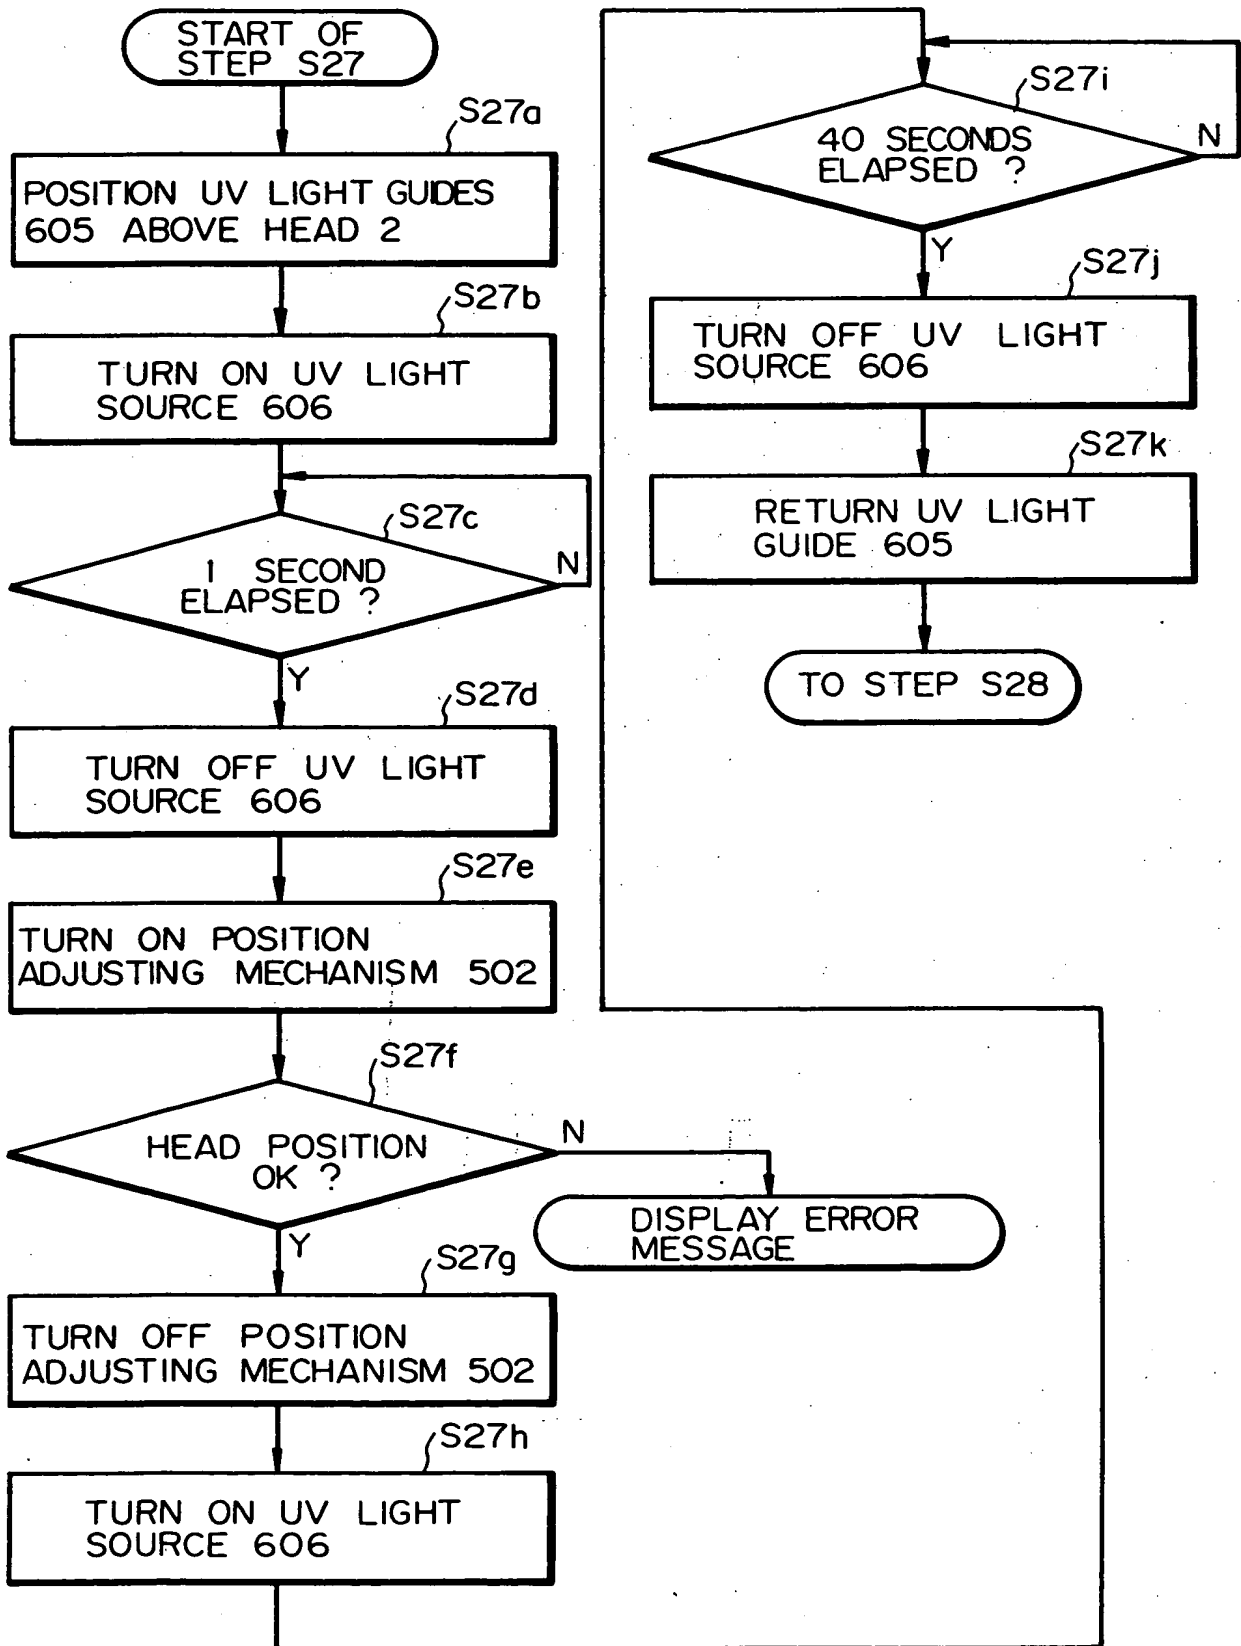 START OF
STEP S27
S27a
POSITION UV LIGHT GUIDES
605 ABOVE HEAD 2
S27b
TURN ON UV LIGHT
SOURCE 606
S27c
1 SECOND
ELAPSED ?
N
Y
S27d
TURN OFF UV LIGHT
SOURCE 606
S27e
TURN ON POSITION
ADJUSTING MECHANISM 502
S27f
HEAD POSITION
OK ?
N
DISPLAY ERROR
MESSAGE
Y
S27g
TURN OFF POSITION
ADJUSTING MECHANISM 502
S27h
TURN ON UV LIGHT
SOURCE 606
S27i
40 SECONDS
ELAPSED ?
N
Y
S27j
TURN OFF UV LIGHT
SOURCE 606
S27k
RETURN UV LIGHT
GUIDE 605
TO STEP S28